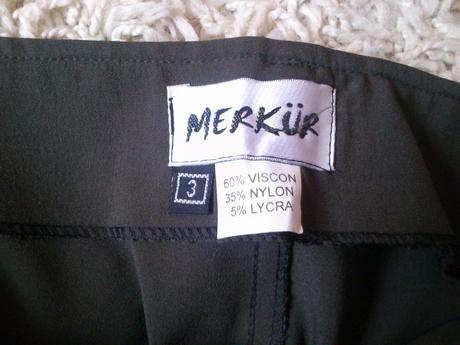 MERKÜR
3
60% VISCON
35% NYLON
5% LYCRA